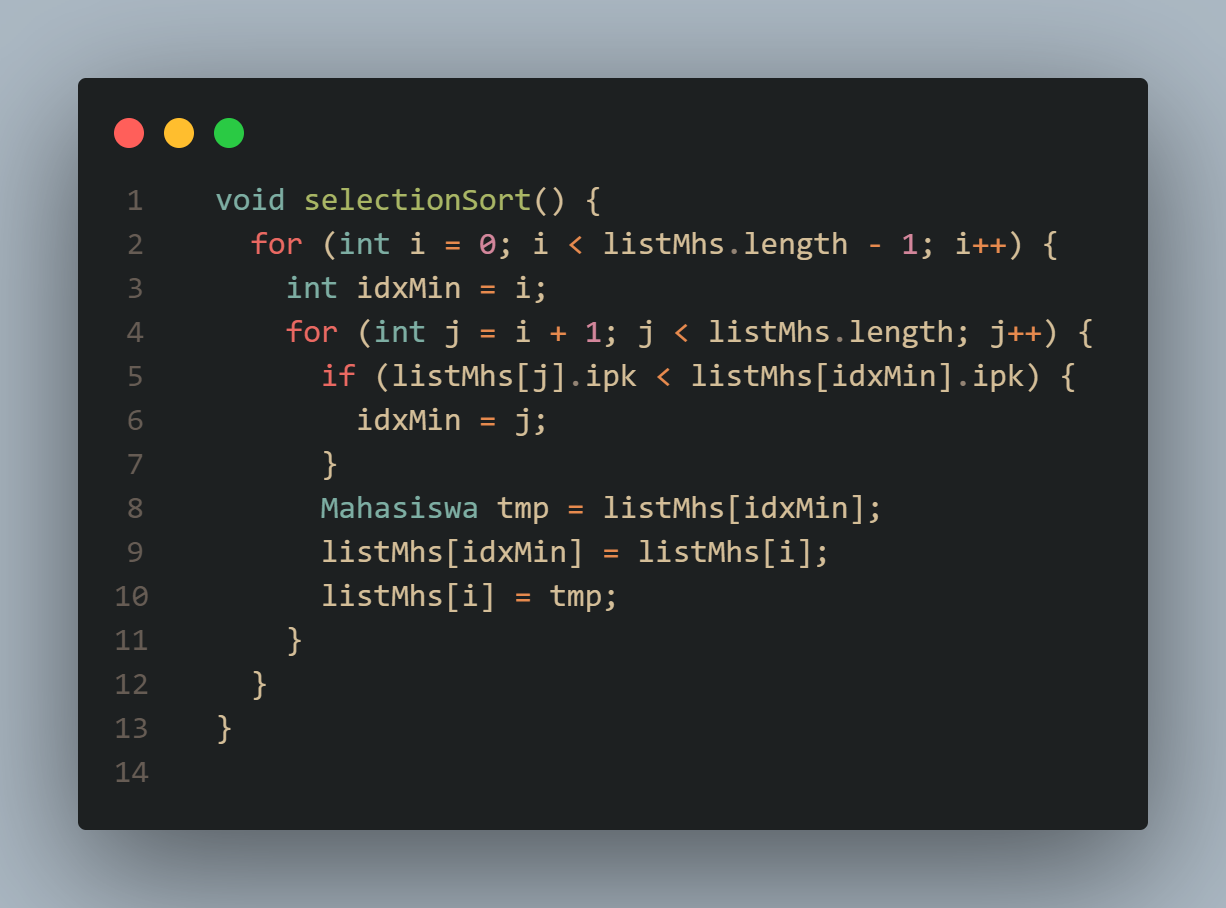 1 void selectionSort() {
2   for (int i = 0; i < listMhs.length - 1; i++) {
3     int idxMin = i;
4     for (int j = i + 1; j < listMhs.length; j++) {
5       if (listMhs[j].ipk < listMhs[idxMin].ipk) {
6         idxMin = j;
7       }
8       Mahasiswa tmp = listMhs[idxMin];
9       listMhs[idxMin] = listMhs[i];
10       listMhs[i] = tmp;
11     }
12   }
13 }
14